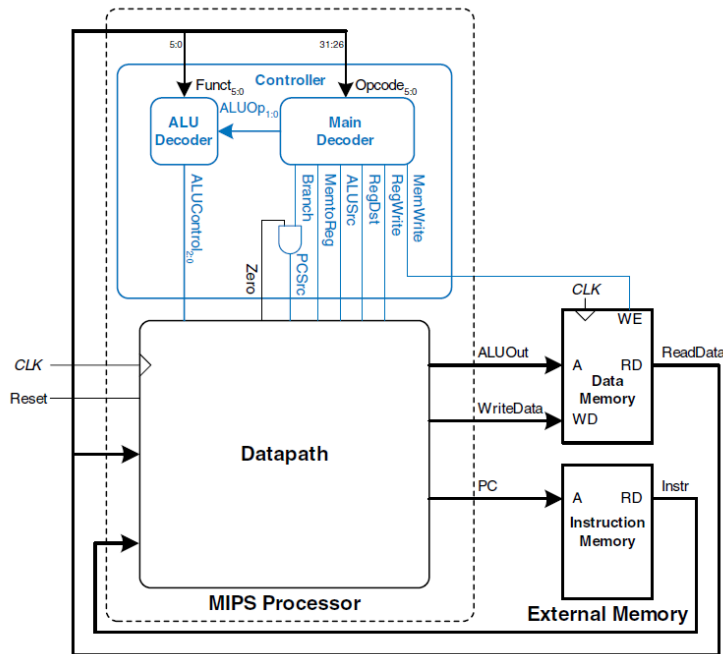 5:0
31:26
Controller
Funct5:0
Opcode5:0
ALUOp1:0
ALU
Decoder
Main
Decoder
ALUControl2:0
Branch
MemtoReg
ALUSrc
RegDst
RegWrite
MemWrite
Zero
PCSrc
CLK
WE
CLK
Reset
ALUOut
A
RD
ReadData
Data
Memory
WriteData
WD
Datapath
PC
A
RD
Instr
Instruction
Memory
MIPS Processor
External Memory